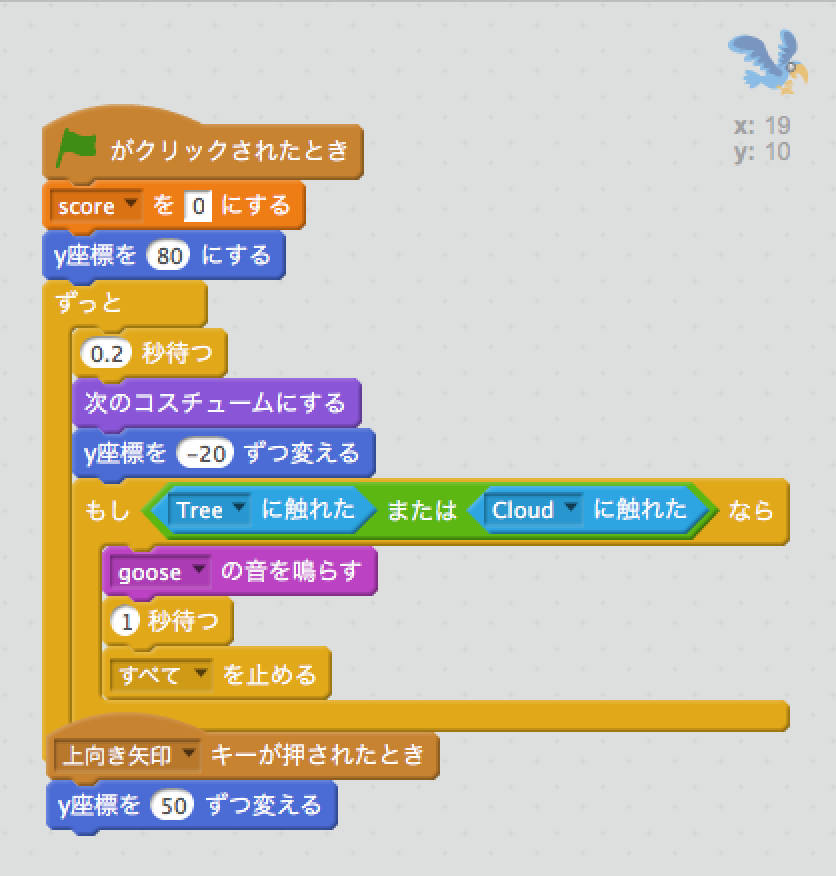 x: 19
y: 10
がクリックされたとき
score を 0 にする
y座標を 80 にする
ずっと
0.2 秒待つ
次のコスチュームにする
y座標を -20 ずつ変える
もし Tree に触れた または Cloud に触れた なら
goose の音を鳴らす
1 秒待つ
すべて を止める
上向き矢印 キーが押されたとき
y座標を 50 ずつ変える